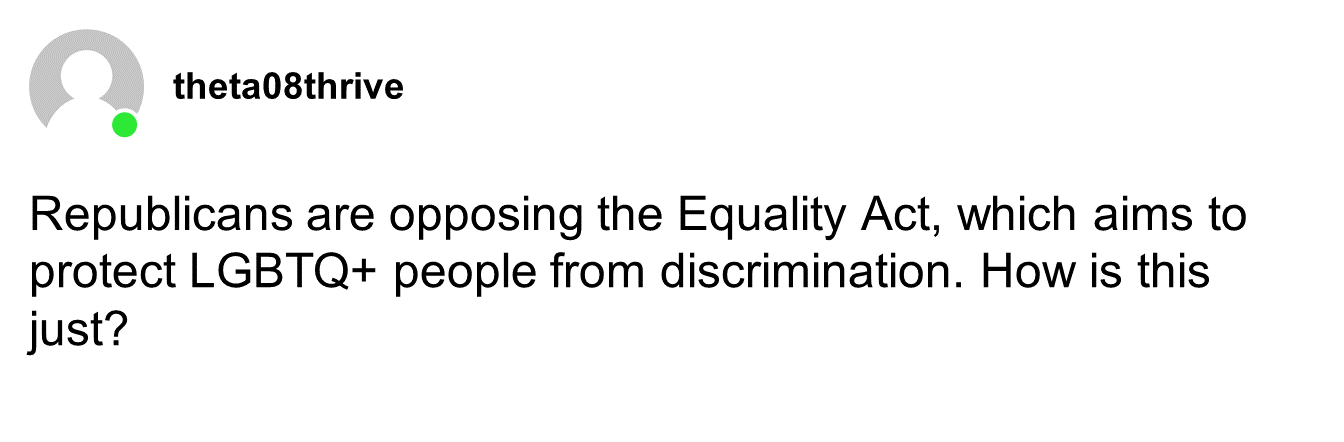 theta08thrive
Republicans are opposing the Equality Act, which aims to
protect LGBTQ+ people from discrimination. How is this
just?